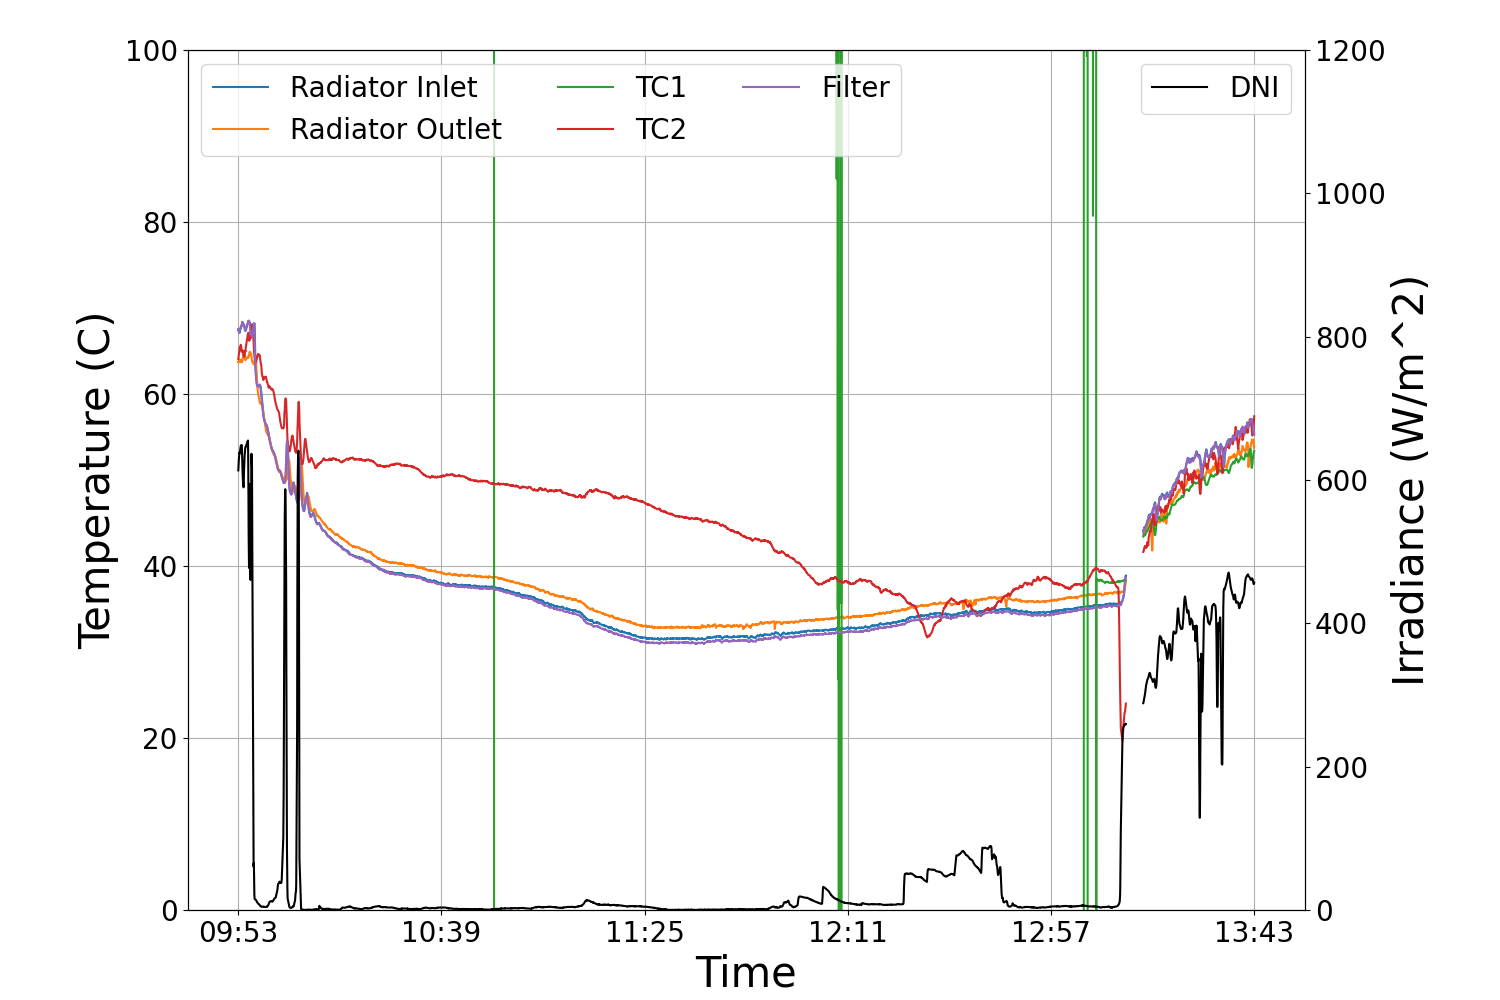 Radiator Inlet
Radiator Outlet
TC1
TC2
Filter
DNI
Temperature (C)
100
80
60
40
20
0
1200
1000
800
600
400
200
0
Irradiance (W/m^2)
09:53 10:39 11:25 12:11 12:57 13:43
Time